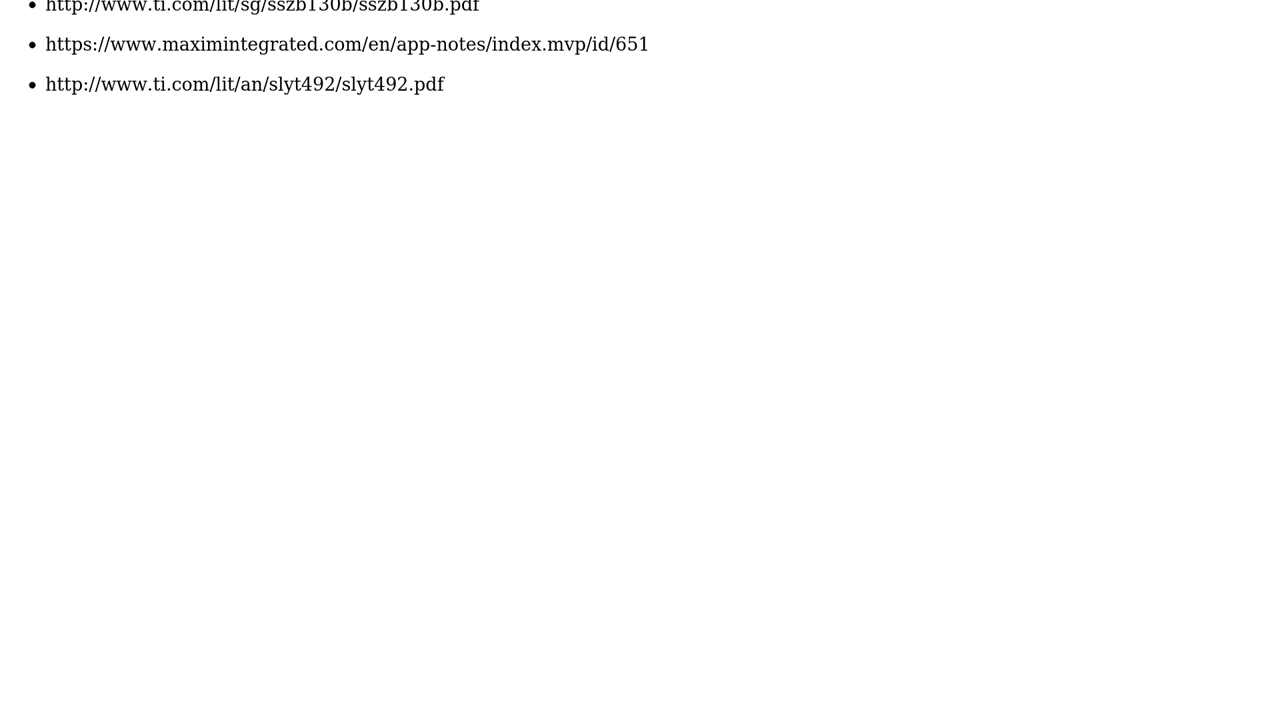 • http://www.ti.com/lit/sg/sszb130b/sszb130b.pdf
• https://www.maximintegrated.com/en/app-notes/index.mvp/id/651
• http://www.ti.com/lit/an/slyt492/slyt492.pdf